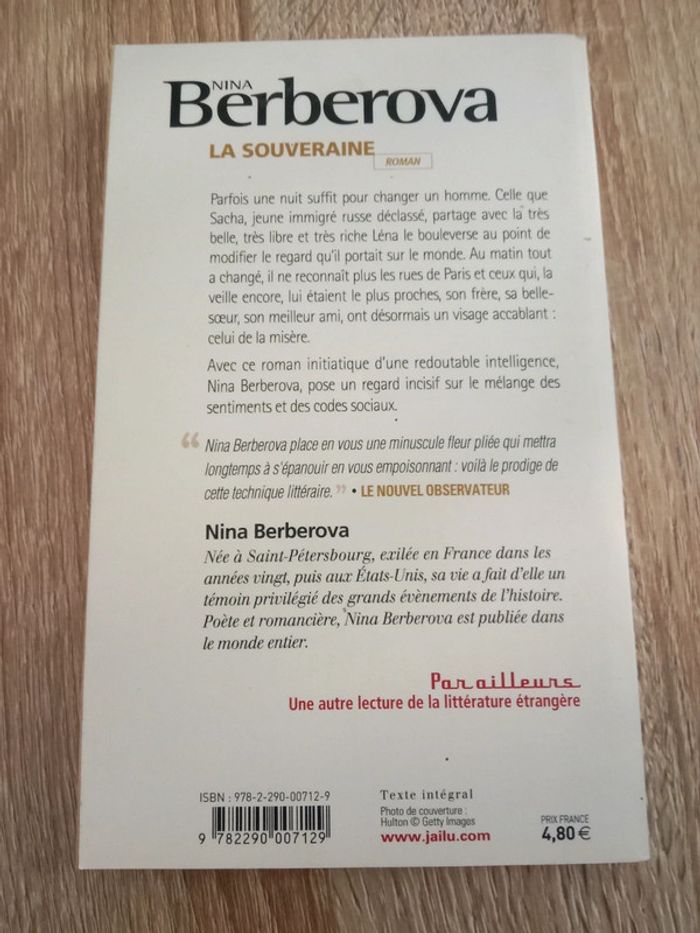 NINA
Berberova
LA SOUVERAINE
ROMAN
Parfois une nuit suffit pour changer un homme. Celle que
Sacha, jeune immigré russe déclassé, partage avec la très
belle, très libre et très riche Léna le bouleverse au point de
modifier le regard qu'il portait sur le monde. Au matin tout
a changé, il ne reconnaît plus les rues de Paris et ceux qui, la
veille encore, lui étaient le plus proches, son frère, sa belle-
sœur, son meilleur ami, ont désormais un visage accablant :
celui de la misère.
Avec ce roman initiatique d'une redoutable intelligence,
Nina Berberova, pose un regard incisif sur le mélange des
sentiments et des codes sociaux.
“ Nina Berberova place en vous une minuscule fleur pliée qui mettra
longtemps à s'épanouir en vous empoisonnant : voilà le prodige de
cette technique littéraire. ” • LE NOUVEL OBSERVATEUR
Nina Berberova
Née à Saint-Pétersbourg, exilée en France dans les
années vingt, puis aux États-Unis, sa vie a fait d'elle un
témoin privilégié des grands évènements de l'histoire.
Poète et romancière, Nina Berberova est publiée dans
le monde entier.
Par ailleurs
Une autre lecture de la littérature étrangère
ISBN : 978-2-290-00712-9
9 782290 007129
Texte intégral
Photo de couverture :
Hulton © Getty Images
www.jailu.com
PRIX FRANCE
4,80 €